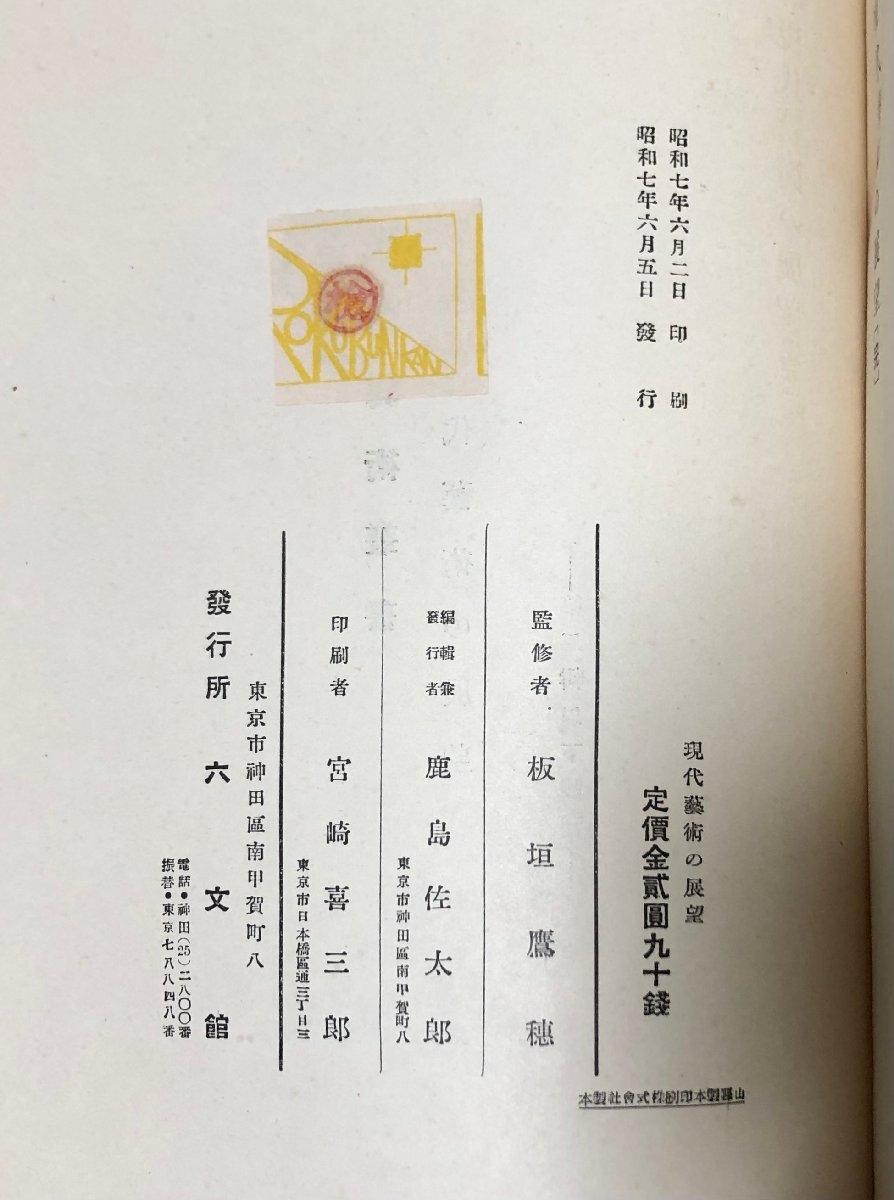 昭和七年六月二日 印刷
昭和七年六月五日 發行
現代藝術の展望
定價金貳圓九十錢
監修者 板垣鷹穗
編輯兼
發行者
鹿島佐太郎
東京市神田區南甲賀町八
印刷者 宮崎喜三郎
東京市日本橋區通三丁目三
東京市神田區南甲賀町八
發行所 六文館
電話・神田(25)二八〇〇番
振替・東京七八八四八番
ROKUBUNKAN
本製社會式株刷印本製縣山